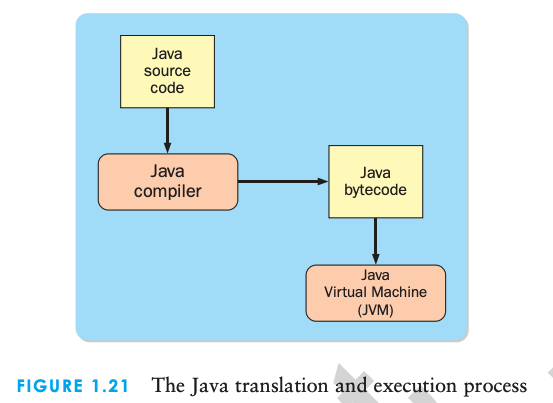 Java
source
code
Java
compiler
Java
bytecode
Java
Virtual Machine
(JVM)
FIGURE 1.21 The Java translation and execution process